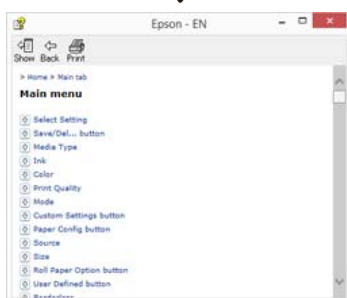 Epson - EN
Show Back Print
> Home > Main tab
Main menu
Select Setting
Save/Del... button
Media Type
Ink
Color
Print Quality
Mode
Custom Settings button
Paper Config button
Source
Size
Roll Paper Option button
User Defined button
Borderless